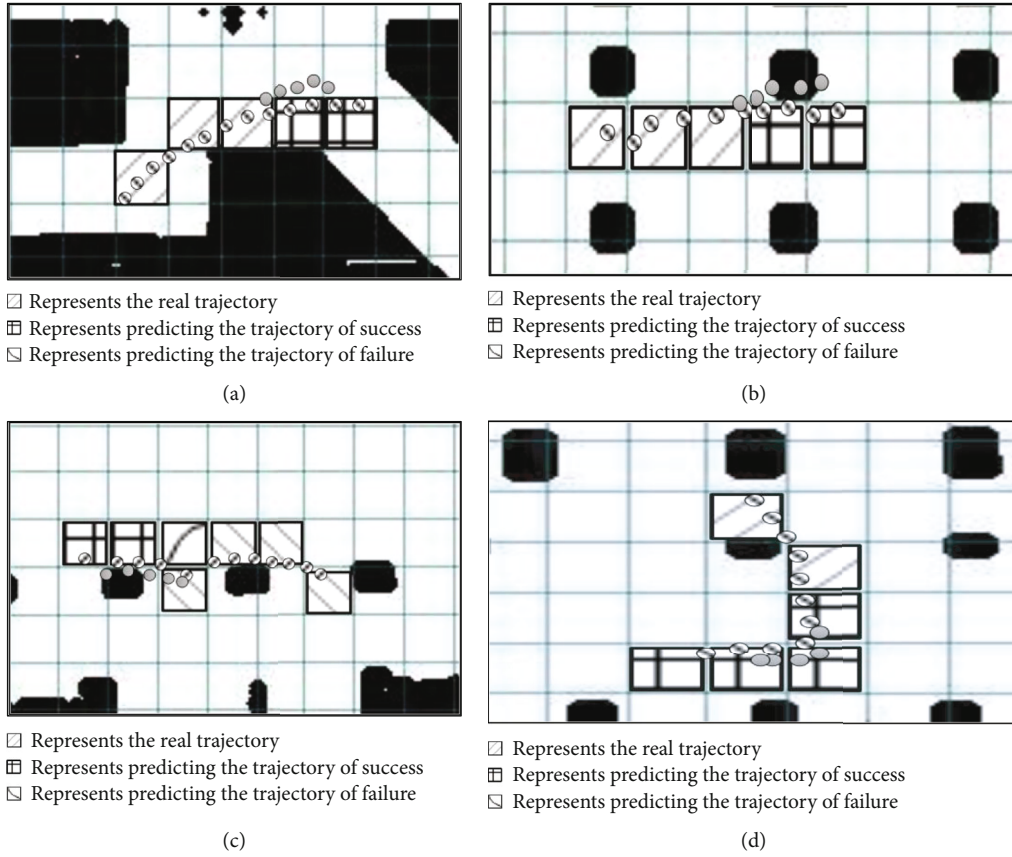 Represents the real trajectory
Represents predicting the trajectory of success
Represents predicting the trajectory of failure
(a)
Represents the real trajectory
Represents predicting the trajectory of success
Represents predicting the trajectory of failure
(b)
Represents the real trajectory
Represents predicting the trajectory of success
Represents predicting the trajectory of failure
(c)
Represents the real trajectory
Represents predicting the trajectory of success
Represents predicting the trajectory of failure
(d)